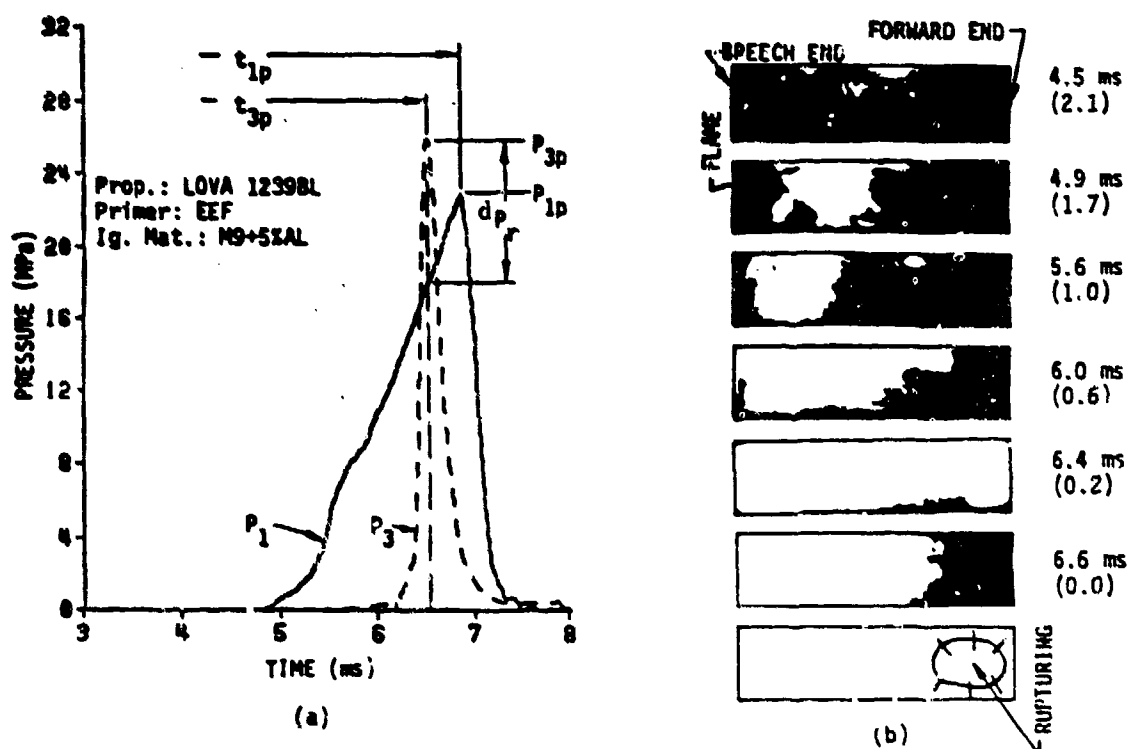 32
28
24
20
16
12
8
4
0
PRESSURE (MPa)
t1p
t3p
P3p
P1p
dpr
Prop.: LOVA 1239BL
Primer: EEF
Ig. Mat.: M9+5%AL
P1
P3
3 4 5 6 7 8
TIME (ms)
(a)
FORWARD END
BREECH END
FLAME
4.5 ms
(2.1)
4.9 ms
(1.7)
5.6 ms
(1.0)
6.0 ms
(0.6)
6.4 ms
(0.2)
6.6 ms
(0.0)
RUPTURING
(b)